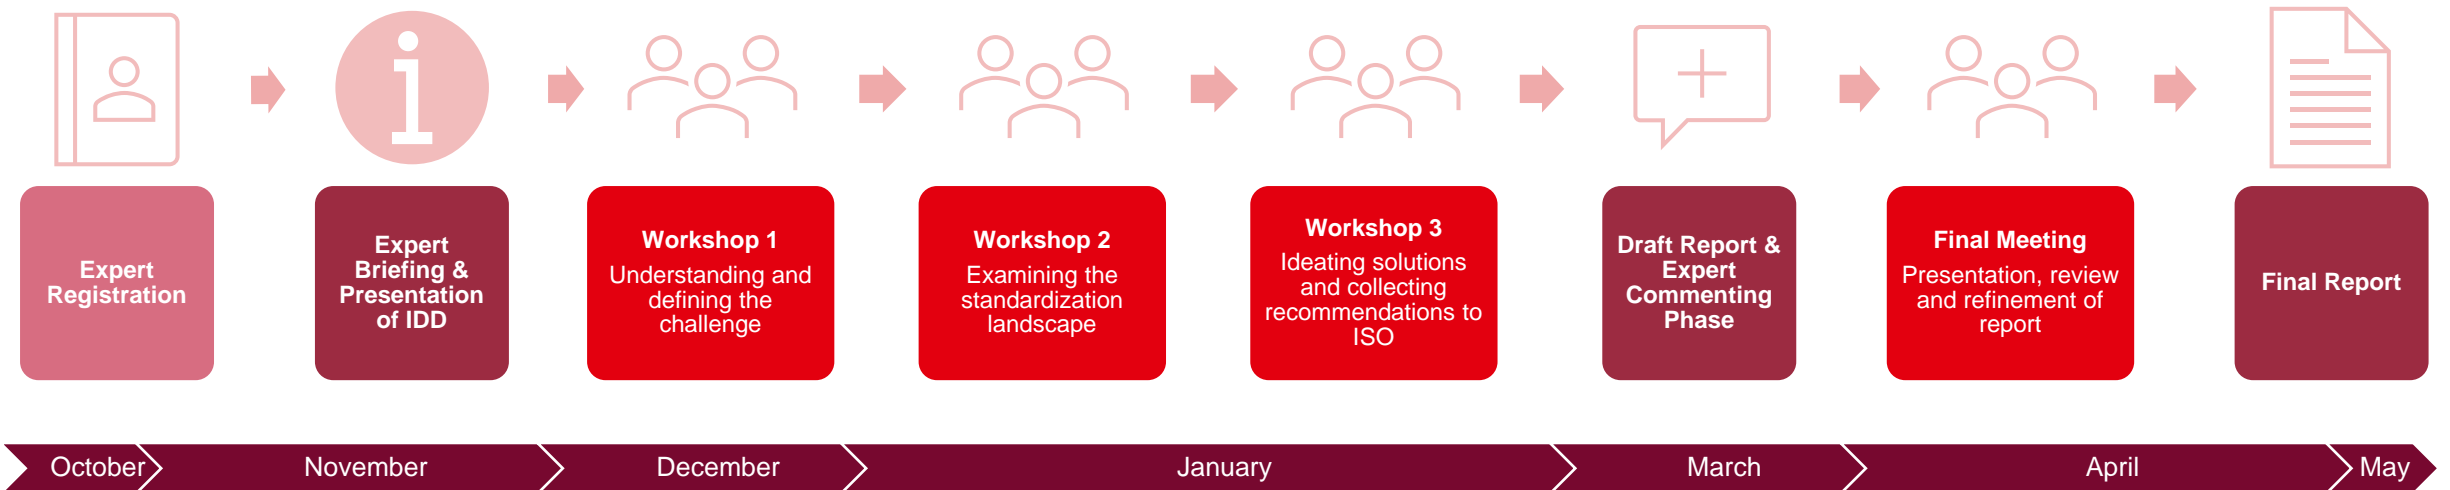 Expert
Registration
Expert
Briefing &
Presentation
of IDD
Workshop 1
Understanding and
defining the
challenge
Workshop 2
Examining the
standardization
landscape
Workshop 3
Ideating solutions
and collecting
recommendations to
ISO
Draft Report &
Expert
Commenting
Phase
Final Meeting
Presentation, review
and refinement of
report
Final Report
October
November
December
January
March
April
May